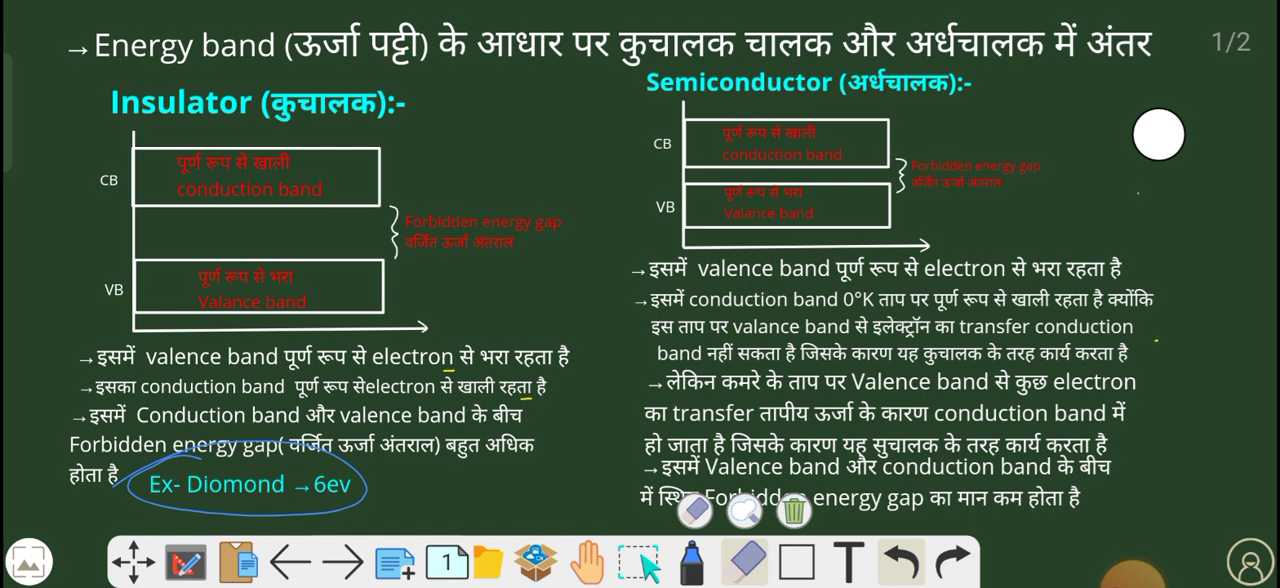 →Energy band (ऊर्जा पट्टी) के आधार पर कुचालक चालक और अर्धचालक में अंतर
1/2
Insulator (कुचालक):-
CB
पूर्ण रूप से खाली
conduction band
Forbidden energy gap
वर्जित ऊर्जा अंतराल
VB
पूर्ण रूप से भरा
Valance band
→इसमें valence band पूर्ण रूप से electron से भरा रहता है
→इसका conduction band पूर्ण रूप सेelectron से खाली रहता है
→इसमें Conduction band और valence band के बीच
Forbidden energy gap( वर्जित ऊर्जा अंतराल) बहुत अधिक
होता है
Ex- Diomond →6ev
Semiconductor (अर्धचालक):-
CB
पूर्ण रूप से खाली
conduction band
Forbidden energy gap
वर्जित ऊर्जा अंतराल
VB
पूर्ण रूप से भरा
Valance band
→इसमें valence band पूर्ण रूप से electron से भरा रहता है
→इसमें conduction band 0°K ताप पर पूर्ण रूप से खाली रहता है क्योंकि
इस ताप पर valance band से इलेक्ट्रॉन का transfer conduction
band नहीं सकता है जिसके कारण यह कुचालक के तरह कार्य करता है
→लेकिन कमरे के ताप पर Valence band से कुछ electron
का transfer तापीय ऊर्जा के कारण conduction band में
हो जाता है जिसके कारण यह सुचालक के तरह कार्य करता है
→इसमें Valence band और conduction band के बीच
में energy gap का मान कम होता है
1
T